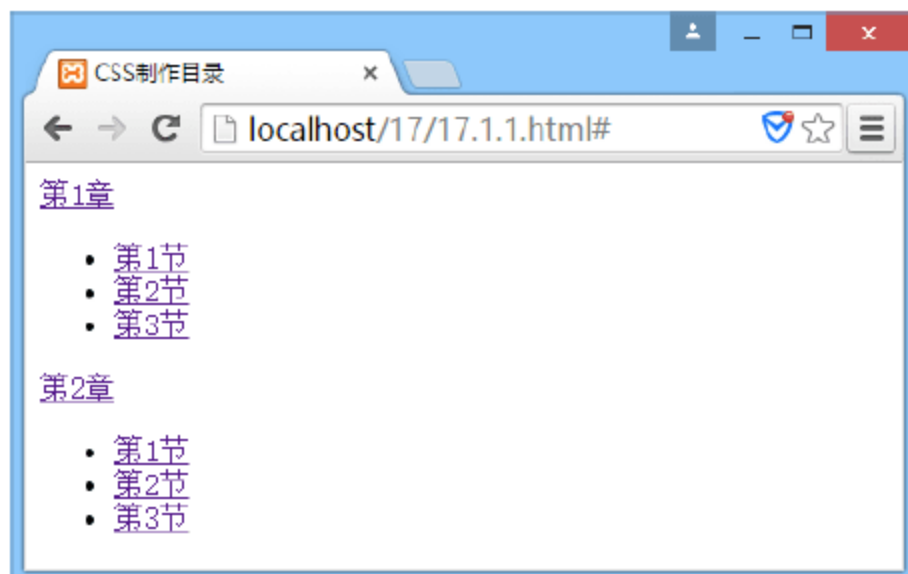 CSS制作目录
localhost/17/17.1.1.html#
第1章
第1节
第2节
第3节
第2章
第1节
第2节
第3节